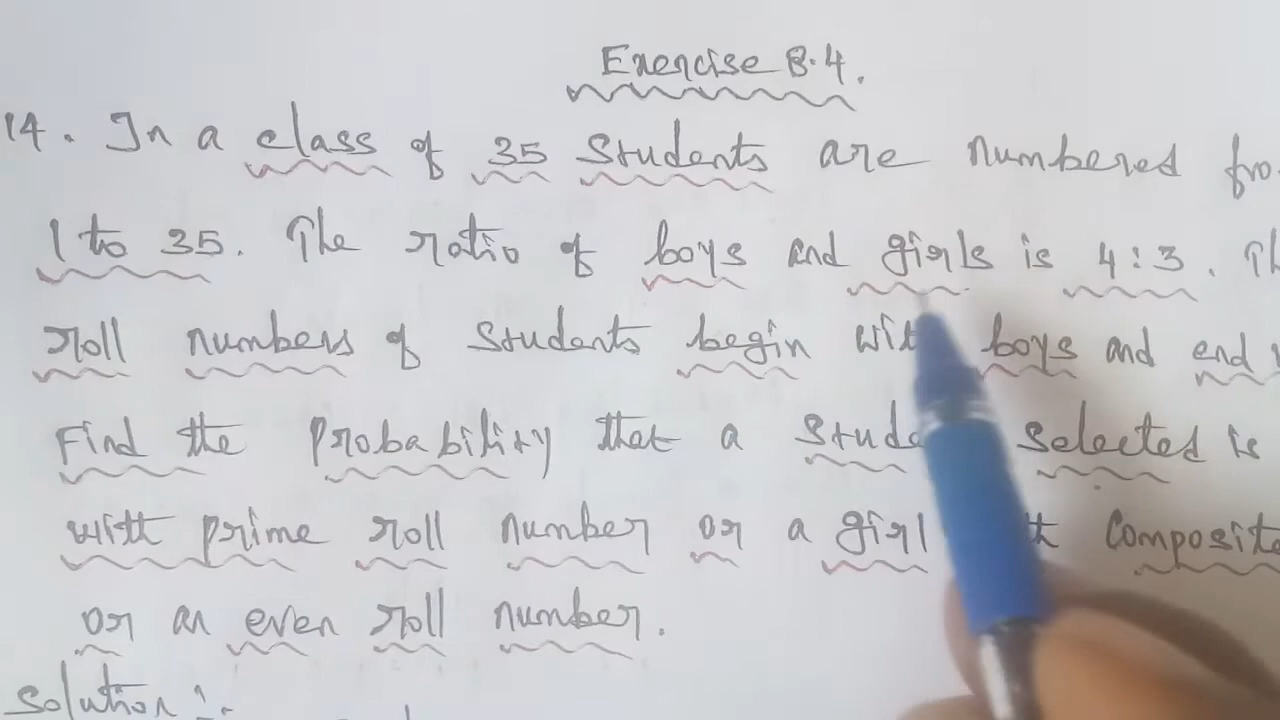 Exercise 8.4.
14. In a class of 35 students are numbered fro
1 to 35. The ratio of boys and girls is 4:3. Th
roll numbers of students begin with boys and end
Find the probability that a stude selected is
with prime roll number or a girl composite
or an even roll number.
Solution :-